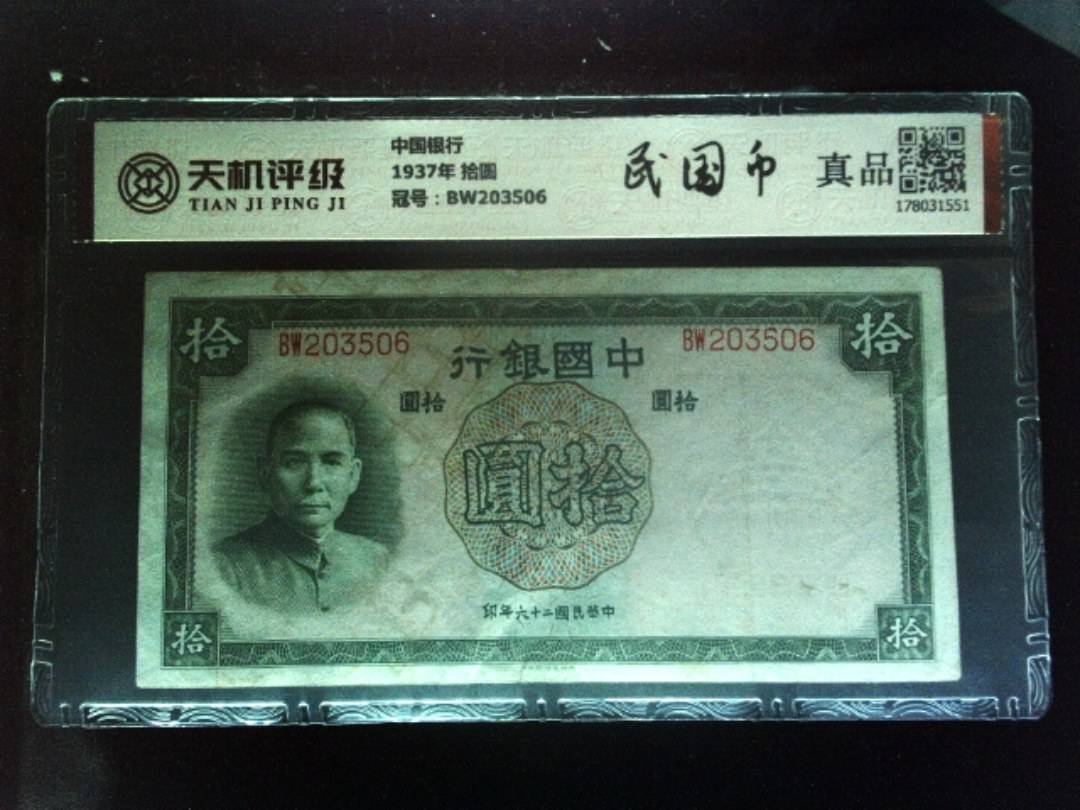 天机评级
TIAN JI PING JI
中国银行
1937年 拾圆
冠号：BW203506
民国币
真品
178031551
拾
BW203506
行銀國中
BW203506
拾
圓拾
圓拾
圓拾
印年六十二國民華中
拾
拾